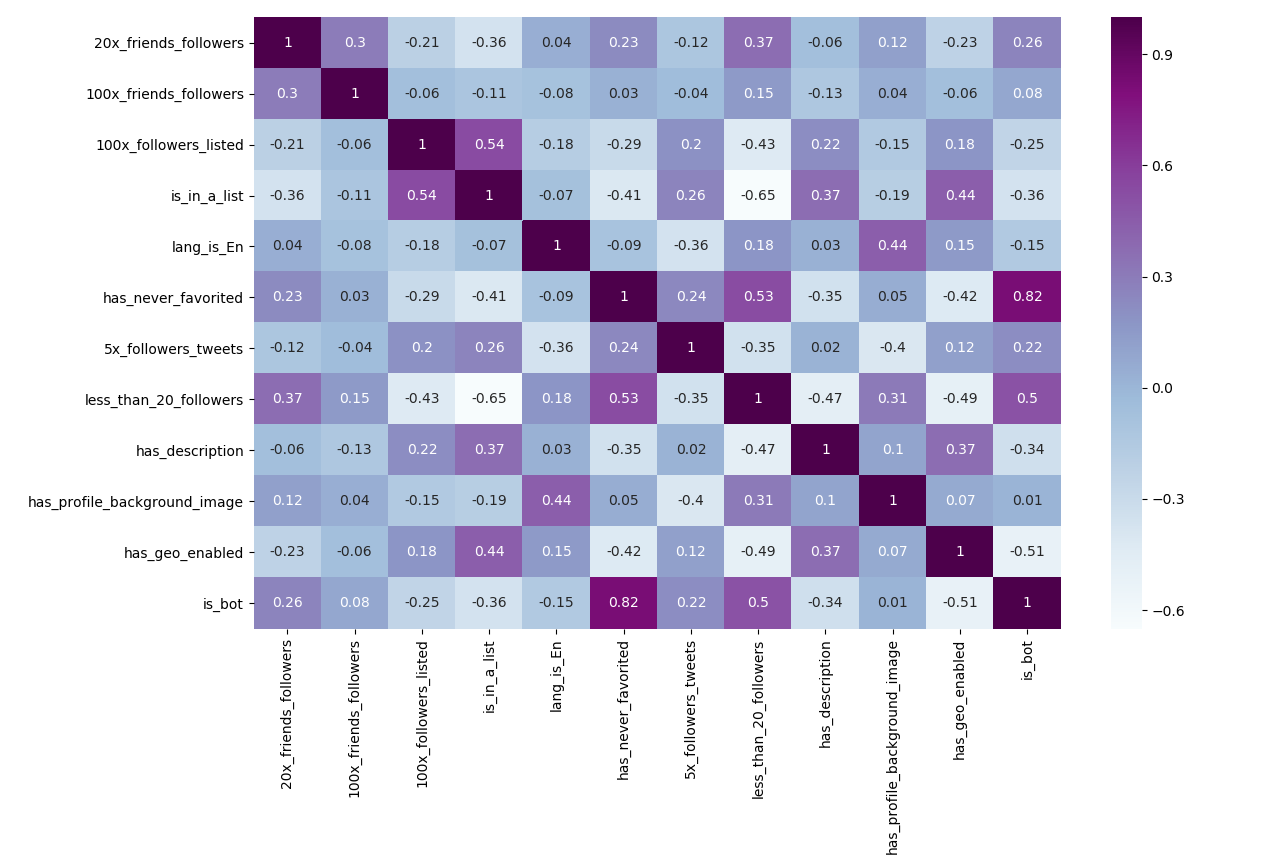 20x_friends_followers 1 0.3 -0.21 -0.36 0.04 0.23 -0.12 0.37 -0.06 0.12 -0.23 0.26
100x_friends_followers 0.3 1 -0.06 -0.11 -0.08 0.03 -0.04 0.15 -0.13 0.04 -0.06 0.08
100x_followers_listed -0.21 -0.06 1 0.54 -0.18 -0.29 0.2 -0.43 0.22 -0.15 0.18 -0.25
is_in_a_list -0.36 -0.11 0.54 1 -0.07 -0.41 0.26 -0.65 0.37 -0.19 0.44 -0.36
lang_is_En 0.04 -0.08 -0.18 -0.07 1 -0.09 -0.36 0.18 0.03 0.44 0.15 -0.15
has_never_favorited 0.23 0.03 -0.29 -0.41 -0.09 1 0.24 0.53 -0.35 0.05 -0.42 0.82
5x_followers_tweets -0.12 -0.04 0.2 0.26 -0.36 0.24 1 -0.35 0.02 -0.4 0.12 0.22
less_than_20_followers 0.37 0.15 -0.43 -0.65 0.18 0.53 -0.35 1 -0.47 0.31 -0.49 0.5
has_description -0.06 -0.13 0.22 0.37 0.03 -0.35 0.02 -0.47 1 0.1 0.37 -0.34
has_profile_background_image 0.12 0.04 -0.15 -0.19 0.44 0.05 -0.4 0.31 0.1 1 0.07 0.01
has_geo_enabled -0.23 -0.06 0.18 0.44 0.15 -0.42 0.12 -0.49 0.37 0.07 1 -0.51
is_bot 0.26 0.08 -0.25 -0.36 -0.15 0.82 0.22 0.5 -0.34 0.01 -0.51 1
20x_friends_followers
100x_friends_followers
100x_followers_listed
is_in_a_list
lang_is_En
has_never_favorited
5x_followers_tweets
less_than_20_followers
has_description
has_profile_background_image
has_geo_enabled
is_bot
0.9
0.6
0.3
0.0
−0.3
−0.6